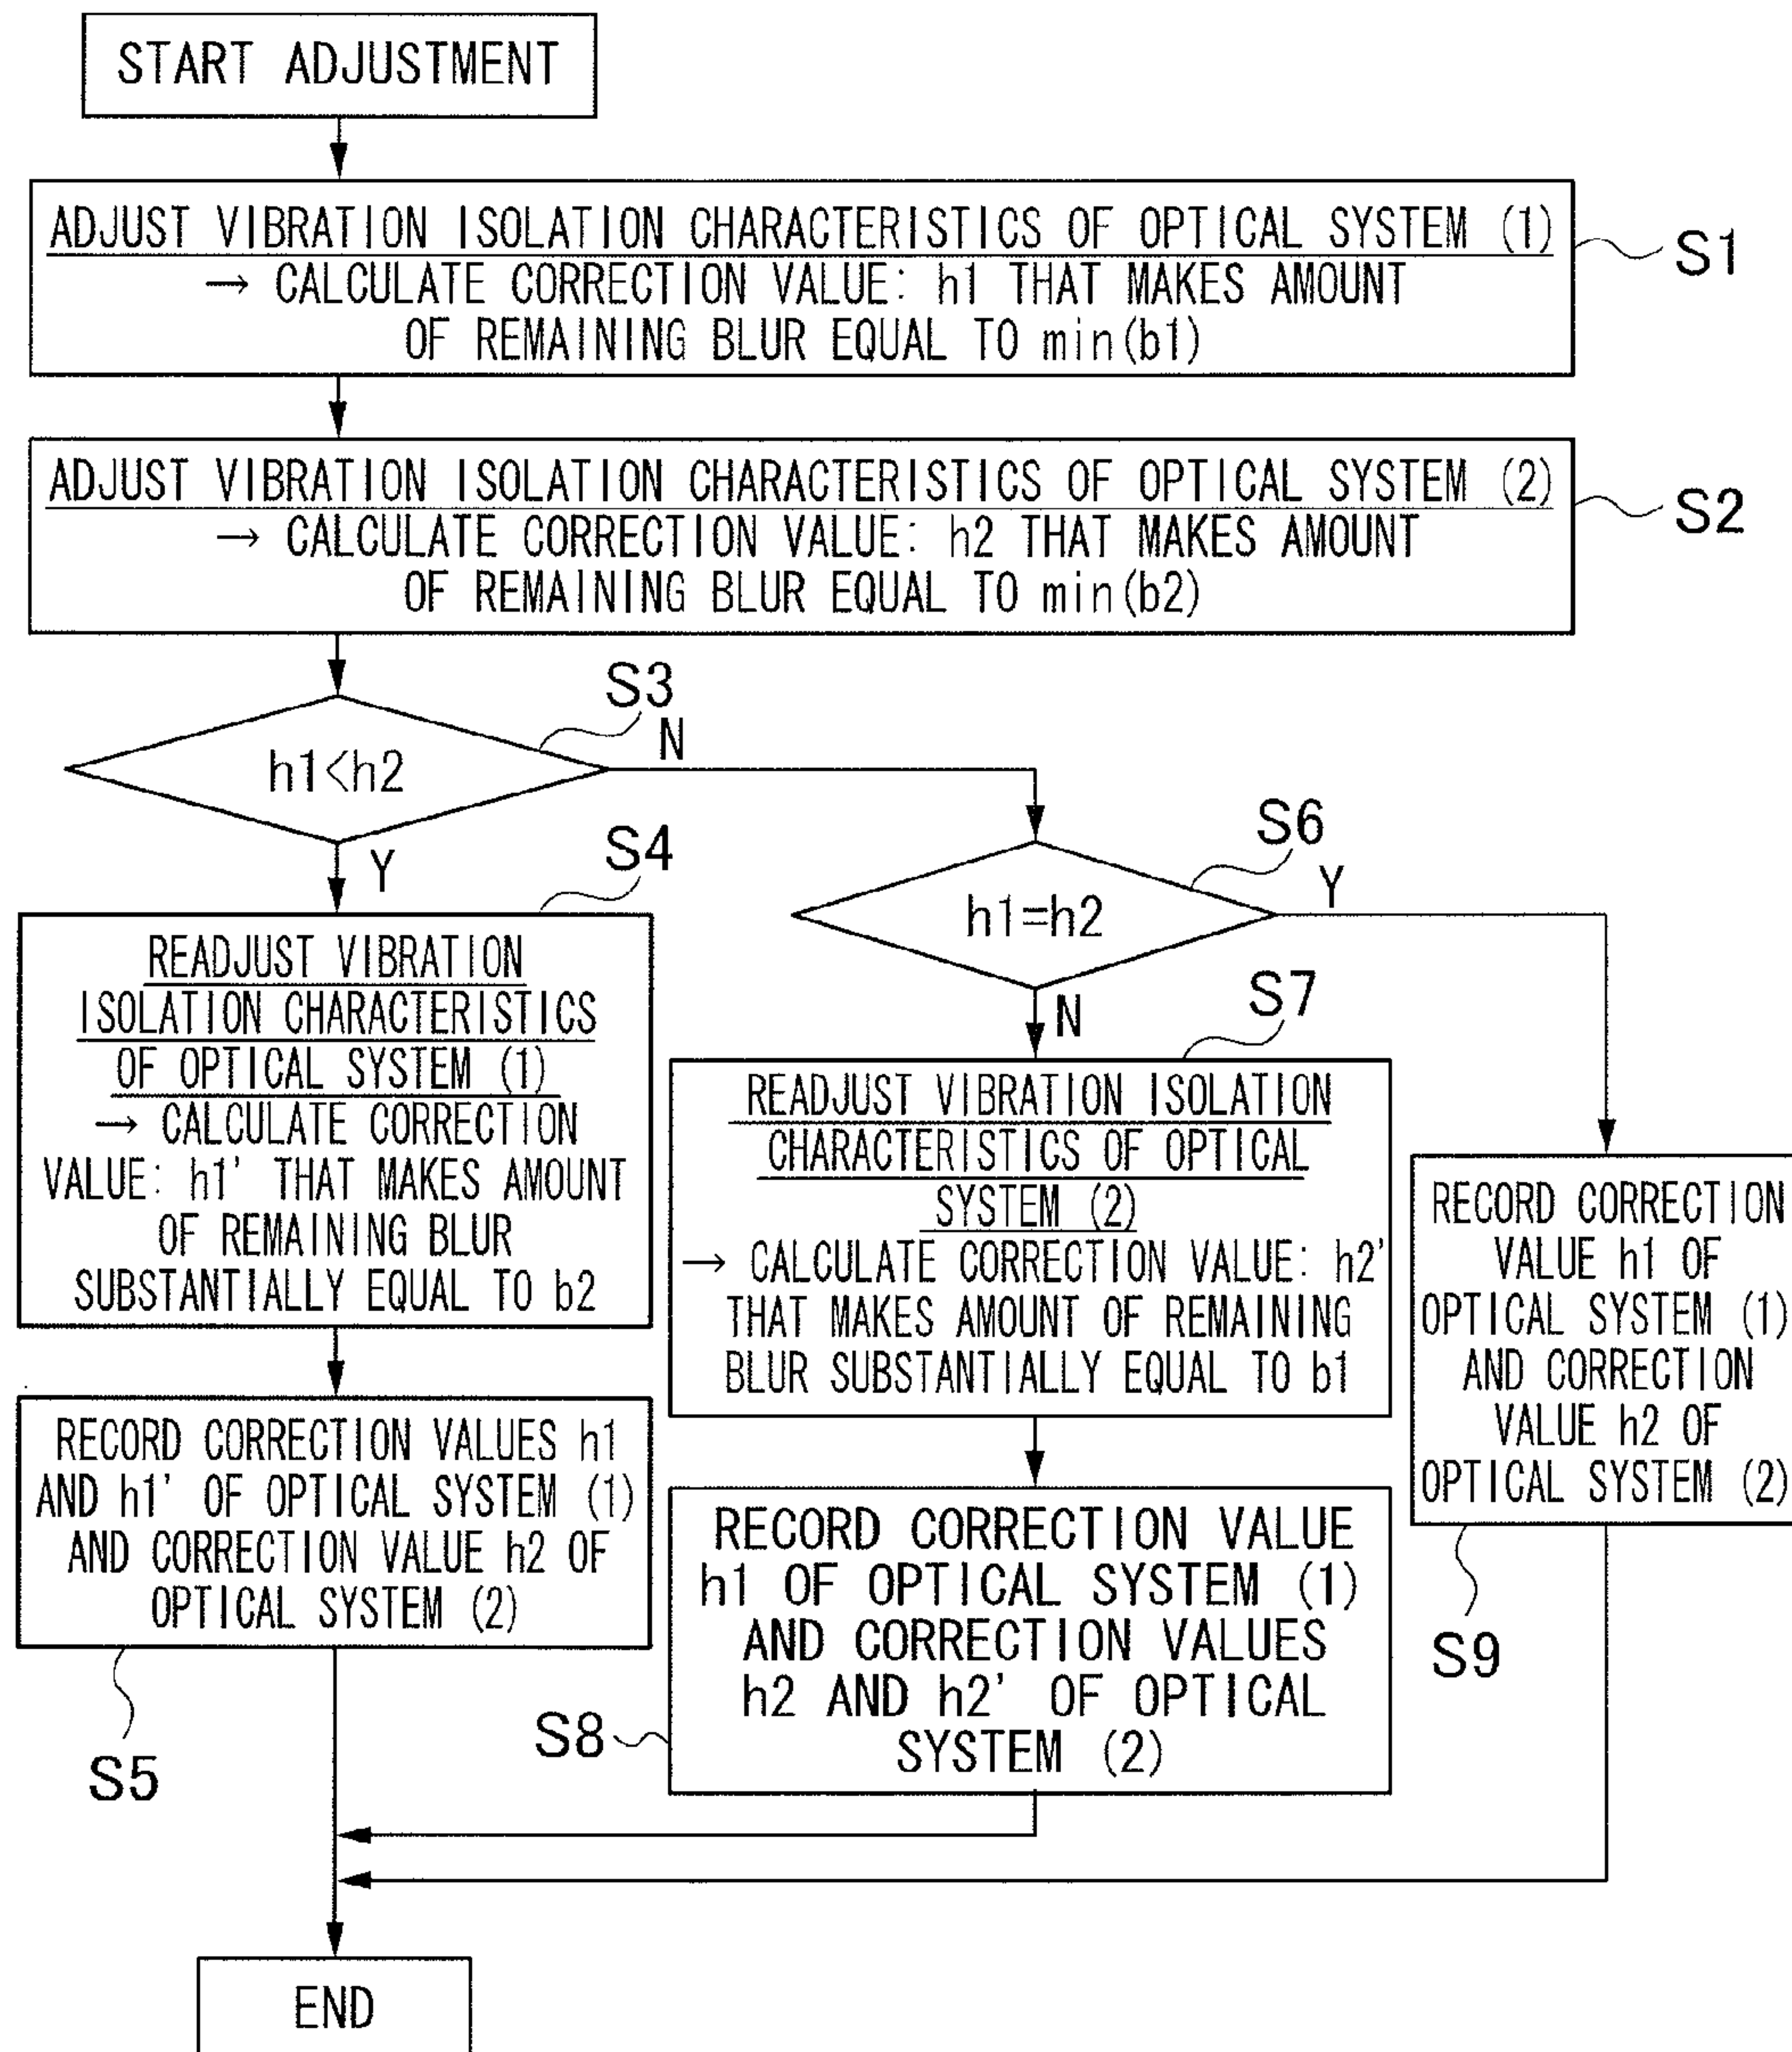 START ADJUSTMENT
ADJUST VIBRATION ISOLATION CHARACTERISTICS OF OPTICAL SYSTEM (1)
→ CALCULATE CORRECTION VALUE: h1 THAT MAKES AMOUNT
OF REMAINING BLUR EQUAL TO min(b1)
S1
ADJUST VIBRATION ISOLATION CHARACTERISTICS OF OPTICAL SYSTEM (2)
→ CALCULATE CORRECTION VALUE: h2 THAT MAKES AMOUNT
OF REMAINING BLUR EQUAL TO min(b2)
S2
S3
h1<h2
N
Y
S4
READJUST VIBRATION
ISOLATION CHARACTERISTICS
OF OPTICAL SYSTEM (1)
→ CALCULATE CORRECTION
VALUE: h1' THAT MAKES AMOUNT
OF REMAINING BLUR
SUBSTANTIALLY EQUAL TO b2
RECORD CORRECTION VALUES h1
AND h1' OF OPTICAL SYSTEM (1)
AND CORRECTION VALUE h2 OF
OPTICAL SYSTEM (2)
S5
S6
h1=h2
Y
N
S7
READJUST VIBRATION ISOLATION
CHARACTERISTICS OF OPTICAL
SYSTEM (2)
→ CALCULATE CORRECTION VALUE: h2'
THAT MAKES AMOUNT OF REMAINING
BLUR SUBSTANTIALLY EQUAL TO b1
RECORD CORRECTION VALUE
h1 OF OPTICAL SYSTEM (1)
AND CORRECTION VALUES
h2 AND h2' OF OPTICAL
SYSTEM (2)
S8
RECORD CORRECTION
VALUE h1 OF
OPTICAL SYSTEM (1)
AND CORRECTION
VALUE h2 OF
OPTICAL SYSTEM (2)
S9
END